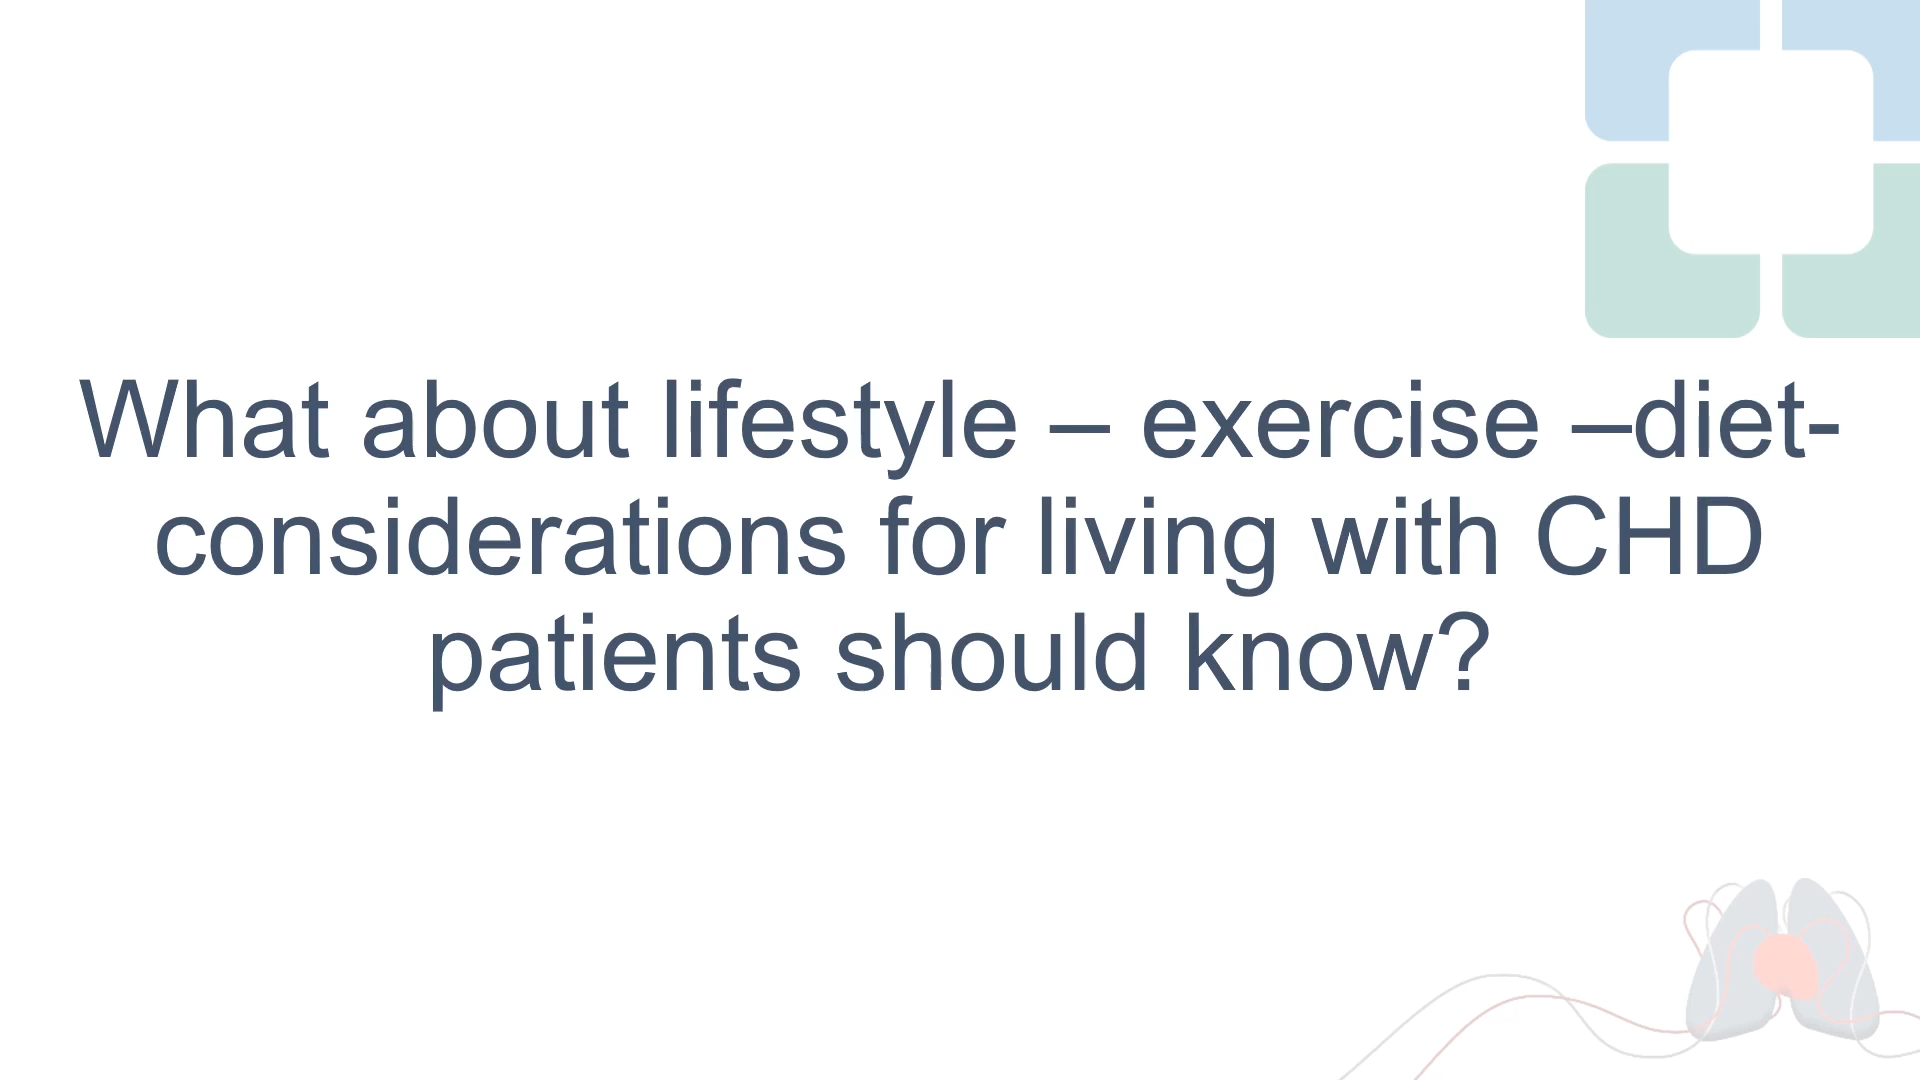 What about lifestyle – exercise –diet-
considerations for living with CHD
patients should know?